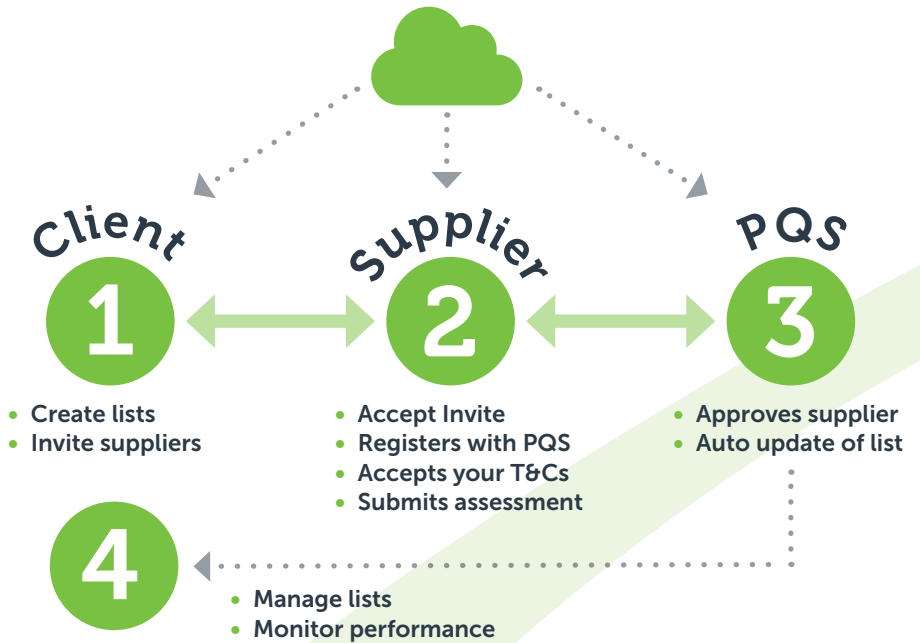 Client
Supplier
PQS
1
2
3
• Create lists
• Invite suppliers
• Accept Invite
• Registers with PQS
• Accepts your T&Cs
• Submits assessment
• Approves supplier
• Auto update of list
4
• Manage lists
• Monitor performance